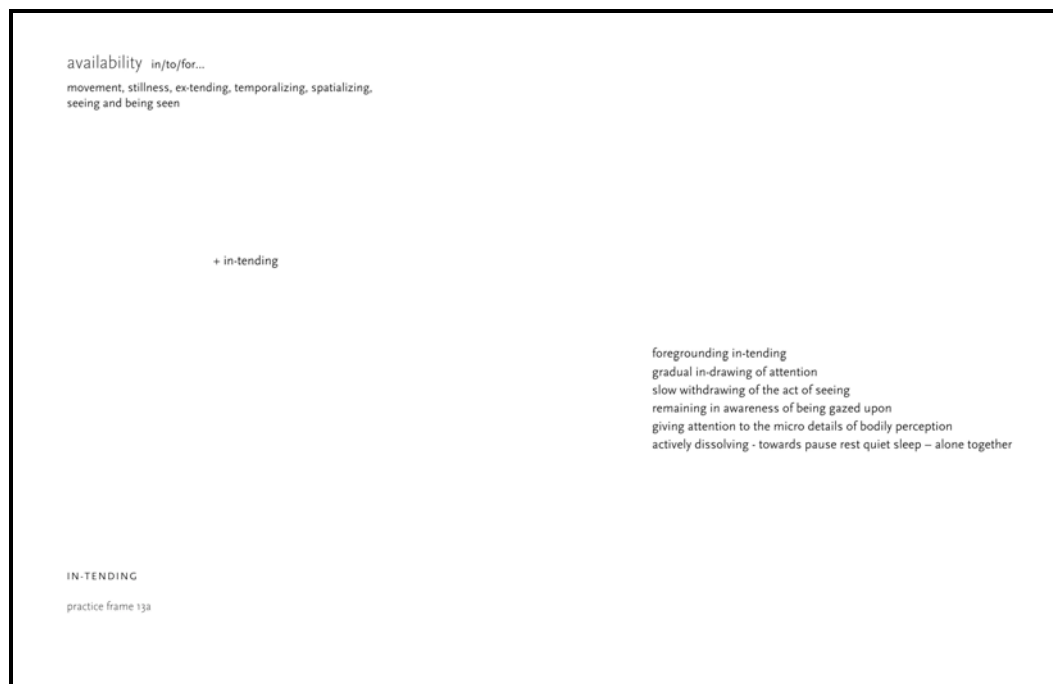 availability in/to/for...
movement, stillness, ex-tending, temporalizing, spatializing,
seeing and being seen
+ in-tending
foregrounding in-tending
gradual in-drawing of attention
slow withdrawing of the act of seeing
remaining in awareness of being gazed upon
giving attention to the micro details of bodily perception
actively dissolving - towards pause rest quiet sleep – alone together
IN-TENDING
practice frame 13a